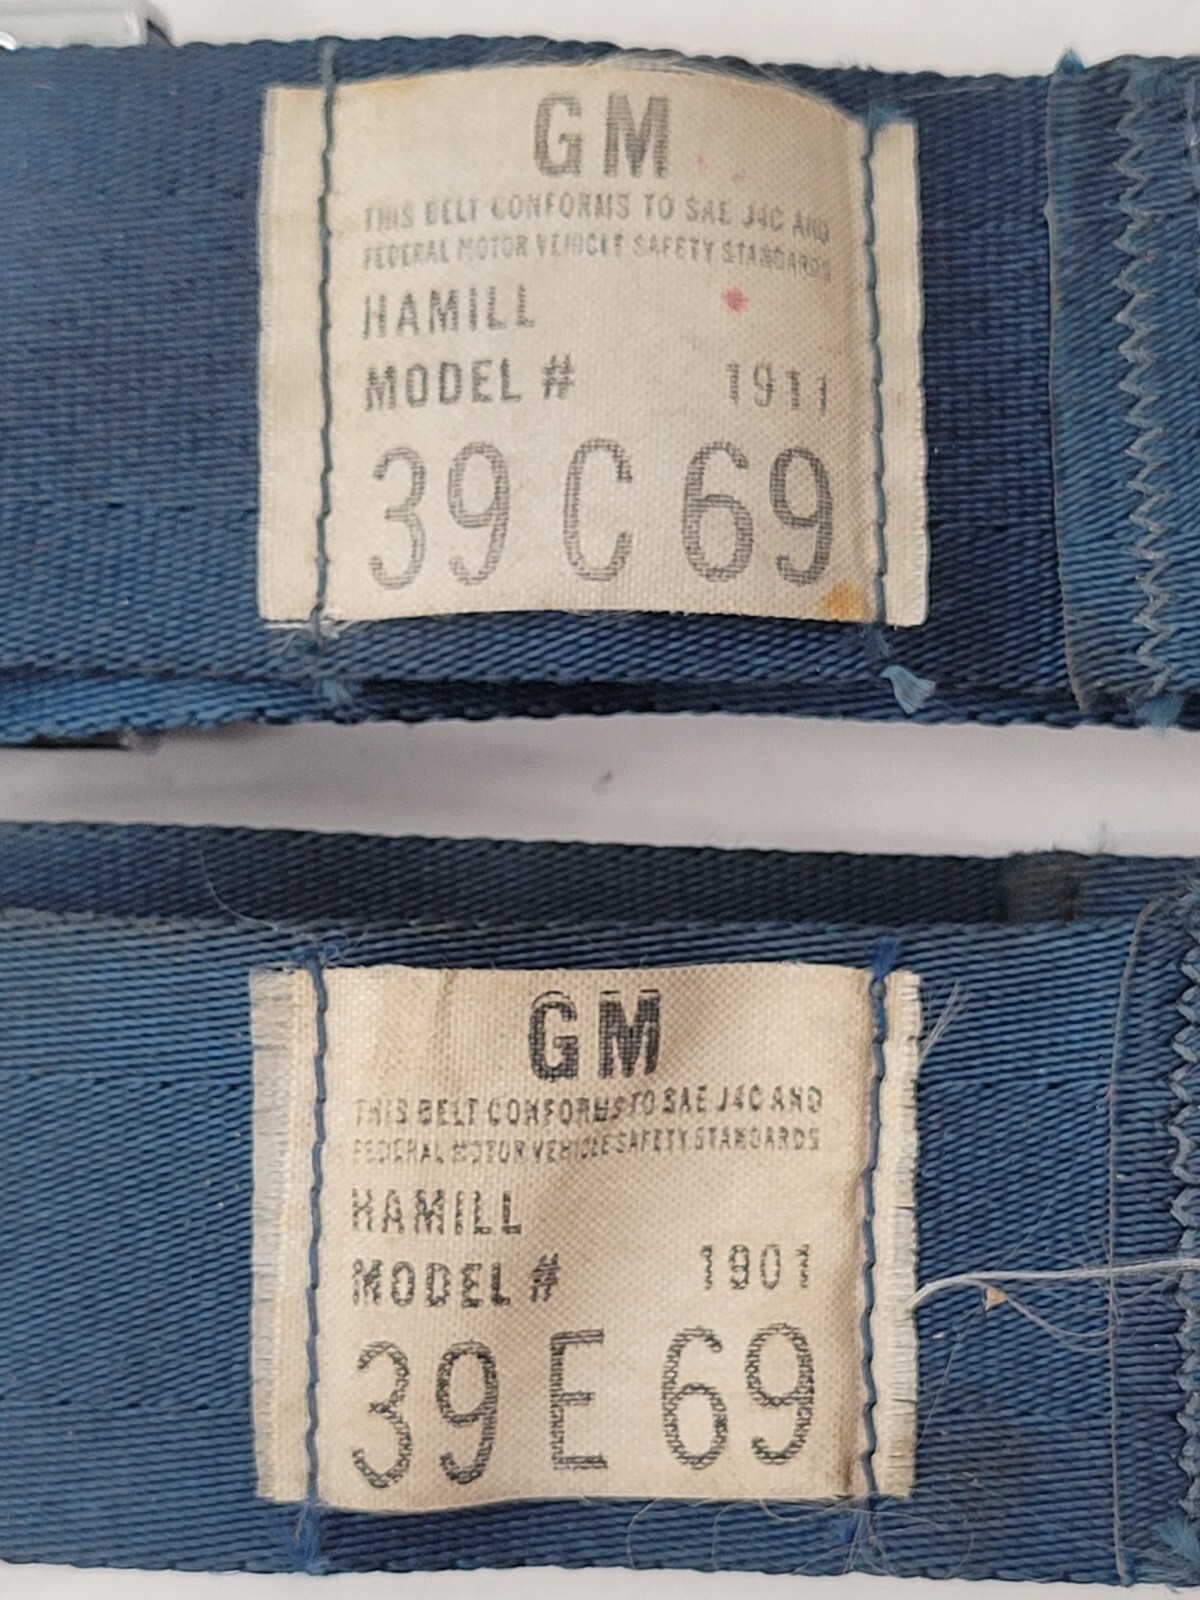 GM
THIS BELT CONFORMS TO SAE J4C AND
FEDERAL MOTOR VEHICLE SAFETY STANDARDS
HAMILL
MODEL # 1911
39 C 69
GM
THIS BELT CONFORMS TO SAE J4C AND
FEDERAL MOTOR VEHICLE SAFETY STANDARDS
HAMILL
MODEL # 1901
39 E 69